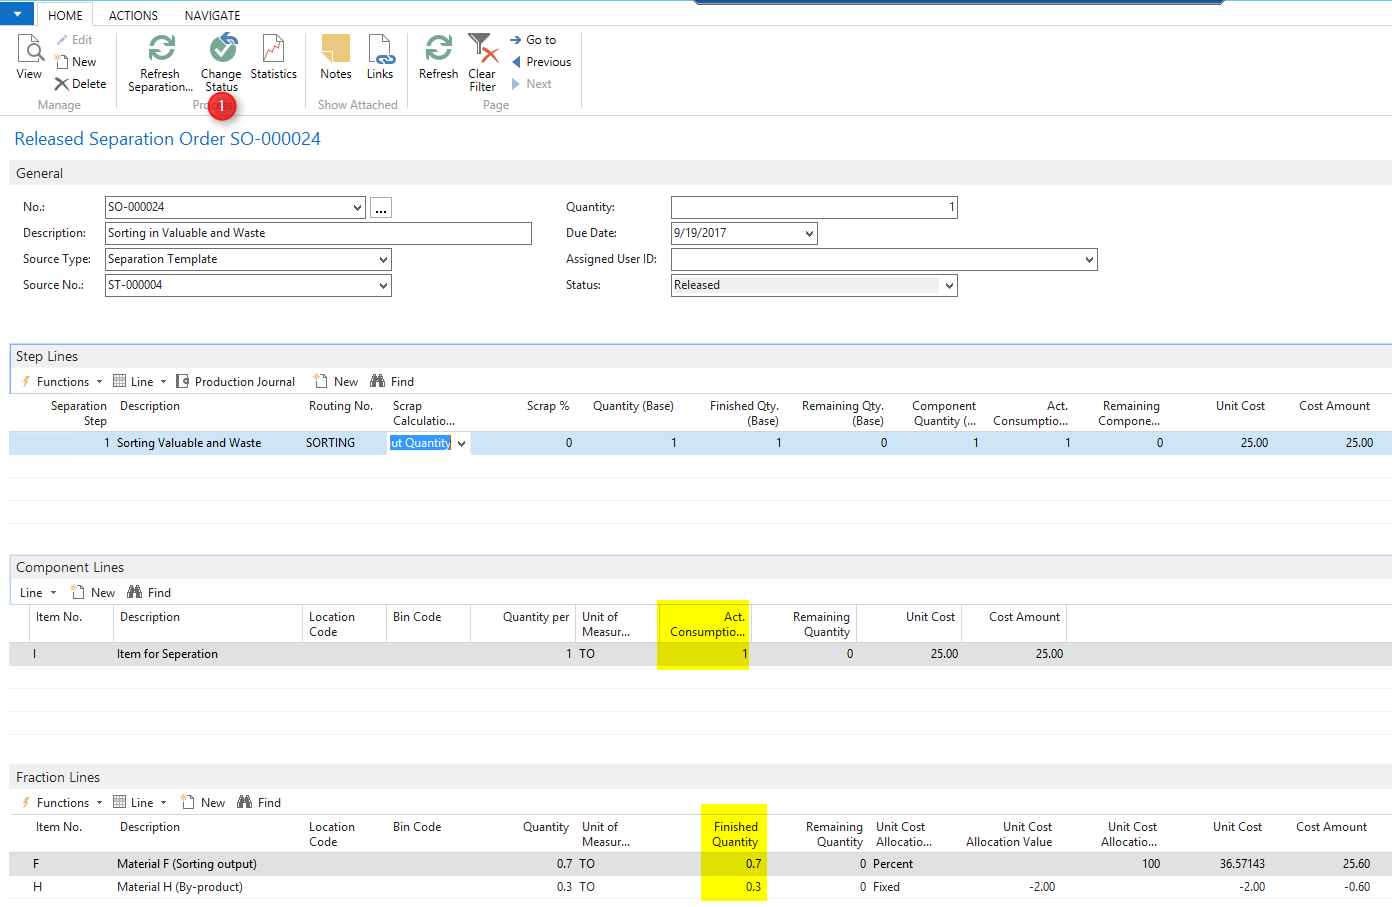 HOME ACTIONS NAVIGATE
View
Edit
New
Delete
Manage
Refresh
Separation...
Change
Status
Statistics
1
Notes
Links
Show Attached
Refresh
Clear
Filter
Go to
Previous
Next
Page
Released Separation Order SO-000024
General
No.: SO-000024 ... Quantity: 1
Description: Sorting in Valuable and Waste Due Date: 9/19/2017
Source Type: Separation Template Assigned User ID:
Source No.: ST-000004 Status: Released
Step Lines
Functions Line Production Journal New Find
Separation Description Routing No. Scrap Scrap % Quantity (Base) Finished Qty. Remaining Qty. Component Act. Remaining Unit Cost Cost Amount
Step Calculatio... (Base) (Base) Quantity (... Consumptio... Compone...
1 Sorting Valuable and Waste SORTING ut Quantity 0 1 1 0 1 1 0 25.00 25.00
Component Lines
Line New Find
Item No. Description Location Bin Code Quantity per Unit of Act. Remaining Unit Cost Cost Amount
Code Measur... Consumptio... Quantity
I Item for Seperation 1 TO 1 0 25.00 25.00
Fraction Lines
Functions Line New Find
Item No. Description Location Bin Code Quantity Unit of Finished Remaining Unit Cost Unit Cost Unit Cost Unit Cost Cost Amount
Code Measur... Quantity Quantity Allocatio... Allocation Value Allocatio...
F Material F (Sorting output) 0.7 TO 0.7 0 Percent 100 36.57143 25.60
H Material H (By-product) 0.3 TO 0.3 0 Fixed -2.00 -2.00 -0.60